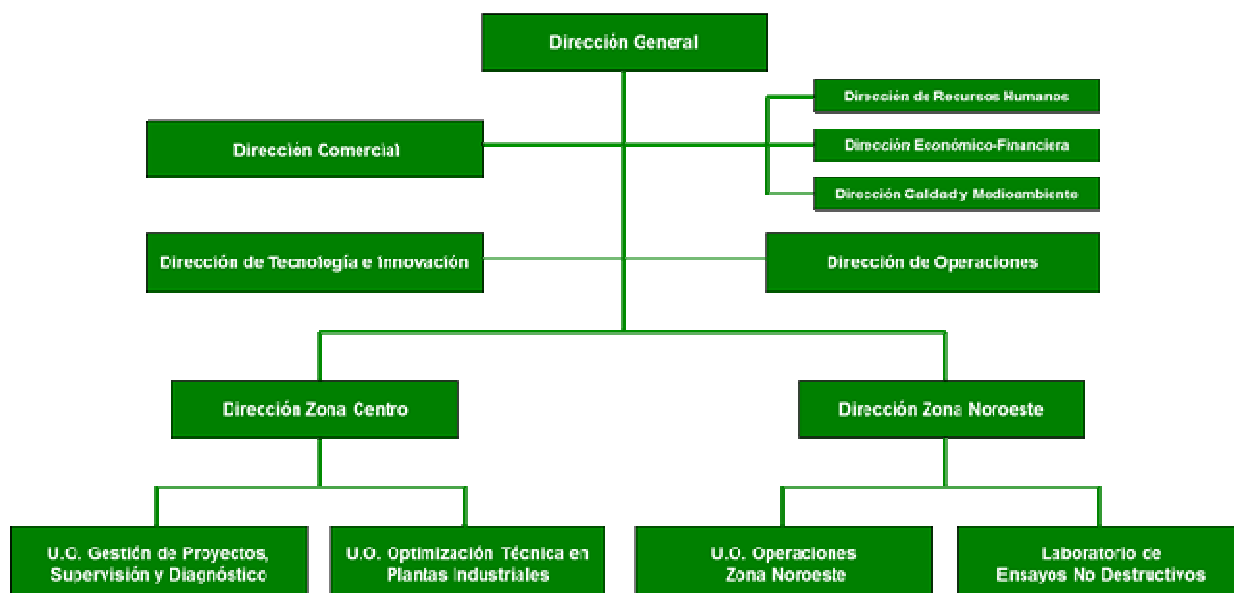 Dirección General
Dirección de Recursos Humanos
Dirección Comercial
Dirección Económico-Financiera
Dirección Calidad y Medioambiente
Dirección de Tecnología e Innovación
Dirección de Operaciones
Dirección Zona Centro
Dirección Zona Noroeste
U.O. Gestión de Proyectos,
Supervisión y Diagnóstico
U.O. Optimización Técnica en
Plantas Industriales
U.O. Operaciones
Zona Noroeste
Laboratorio de
Ensayos No Destructivos